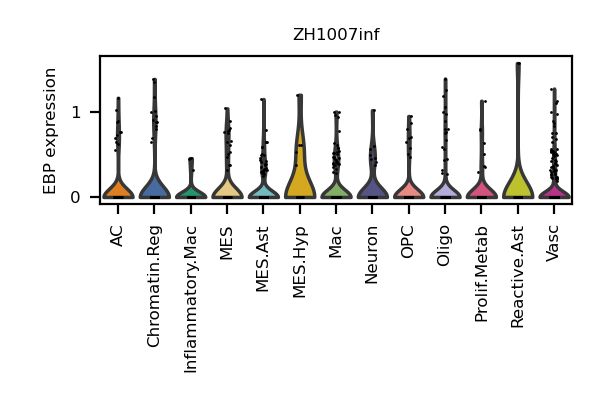 ZH1007inf
EBP expression
1
0
AC
Chromatin.Reg
Inflammatory.Mac
MES
MES.Ast
MES.Hyp
Mac
Neuron
OPC
Oligo
Prolif.Metab
Reactive.Ast
Vasc